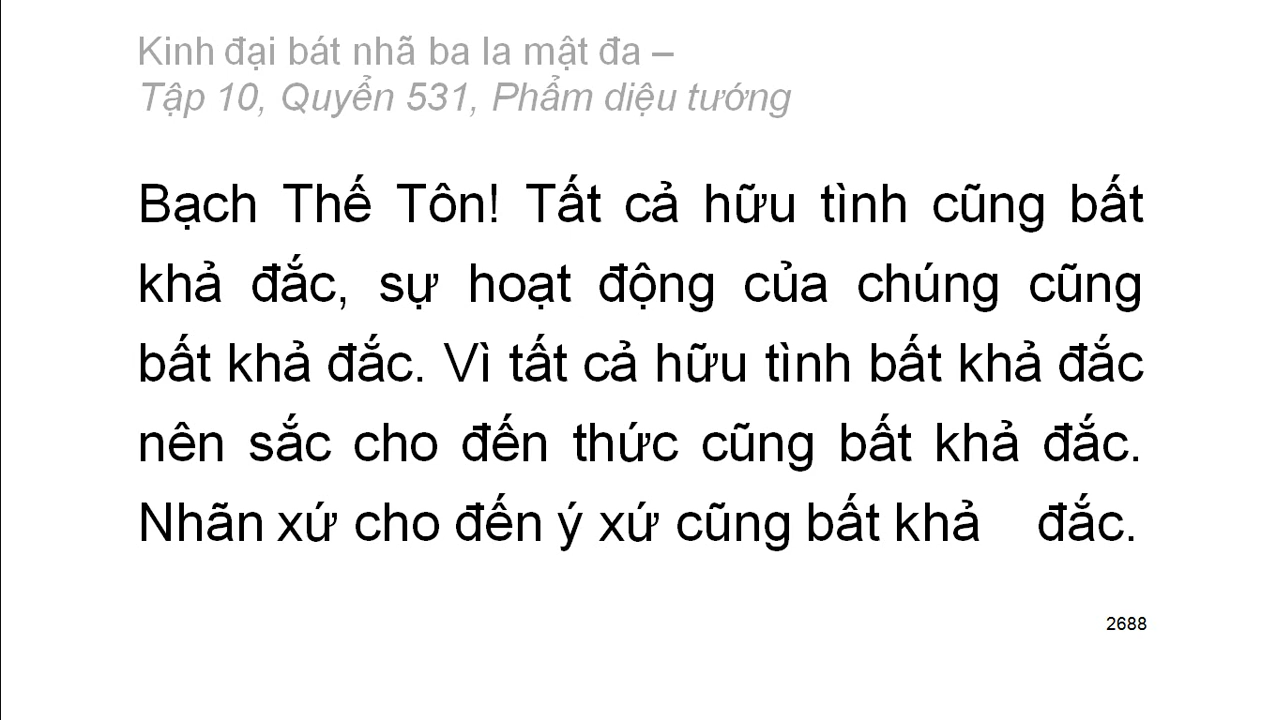 Kinh đại bát nhã ba la mật đa –
Tập 10, Quyển 531, Phẩm diệu tướng
Bạch Thế Tôn! Tất cả hữu tình cũng bất
khả đắc, sự hoạt động của chúng cũng
bất khả đắc. Vì tất cả hữu tình bất khả đắc
nên sắc cho đến thức cũng bất khả đắc.
Nhãn xứ cho đến ý xứ cũng bất khả đắc.
2688